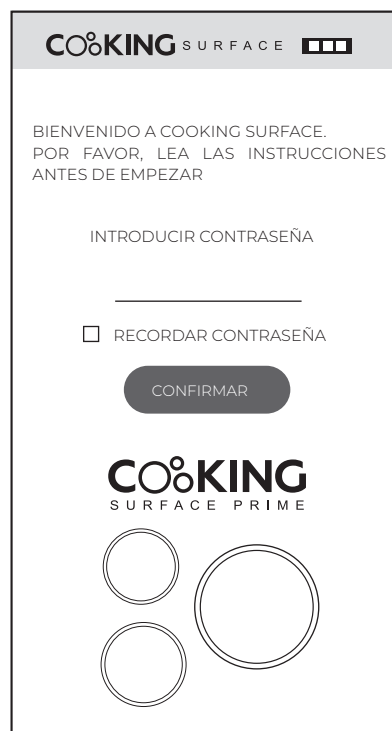 COOKING SURFACE
BIENVENIDO A COOKING SURFACE.
POR FAVOR, LEA LAS INSTRUCCIONES
ANTES DE EMPEZAR
INTRODUCIR CONTRASEÑA
RECORDAR CONTRASEÑA
CONFIRMAR
COOKING
SURFACE PRIME